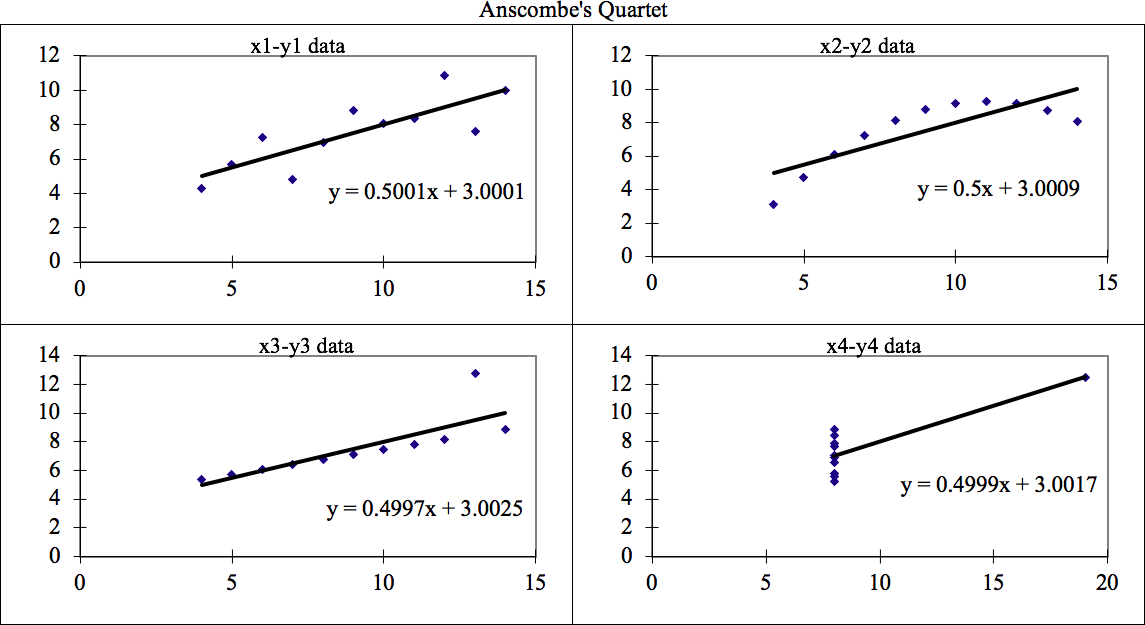 Anscombe's Quartet
x1-y1 data
12
10
8
6
4
2
0
0 5 10 15
y = 0.5001x + 3.0001
x2-y2 data
12
10
8
6
4
2
0
0 5 10 15
y = 0.5x + 3.0009
x3-y3 data
14
12
10
8
6
4
2
0
0 5 10 15
y = 0.4997x + 3.0025
x4-y4 data
14
12
10
8
6
4
2
0
0 5 10 15 20
y = 0.4999x + 3.0017